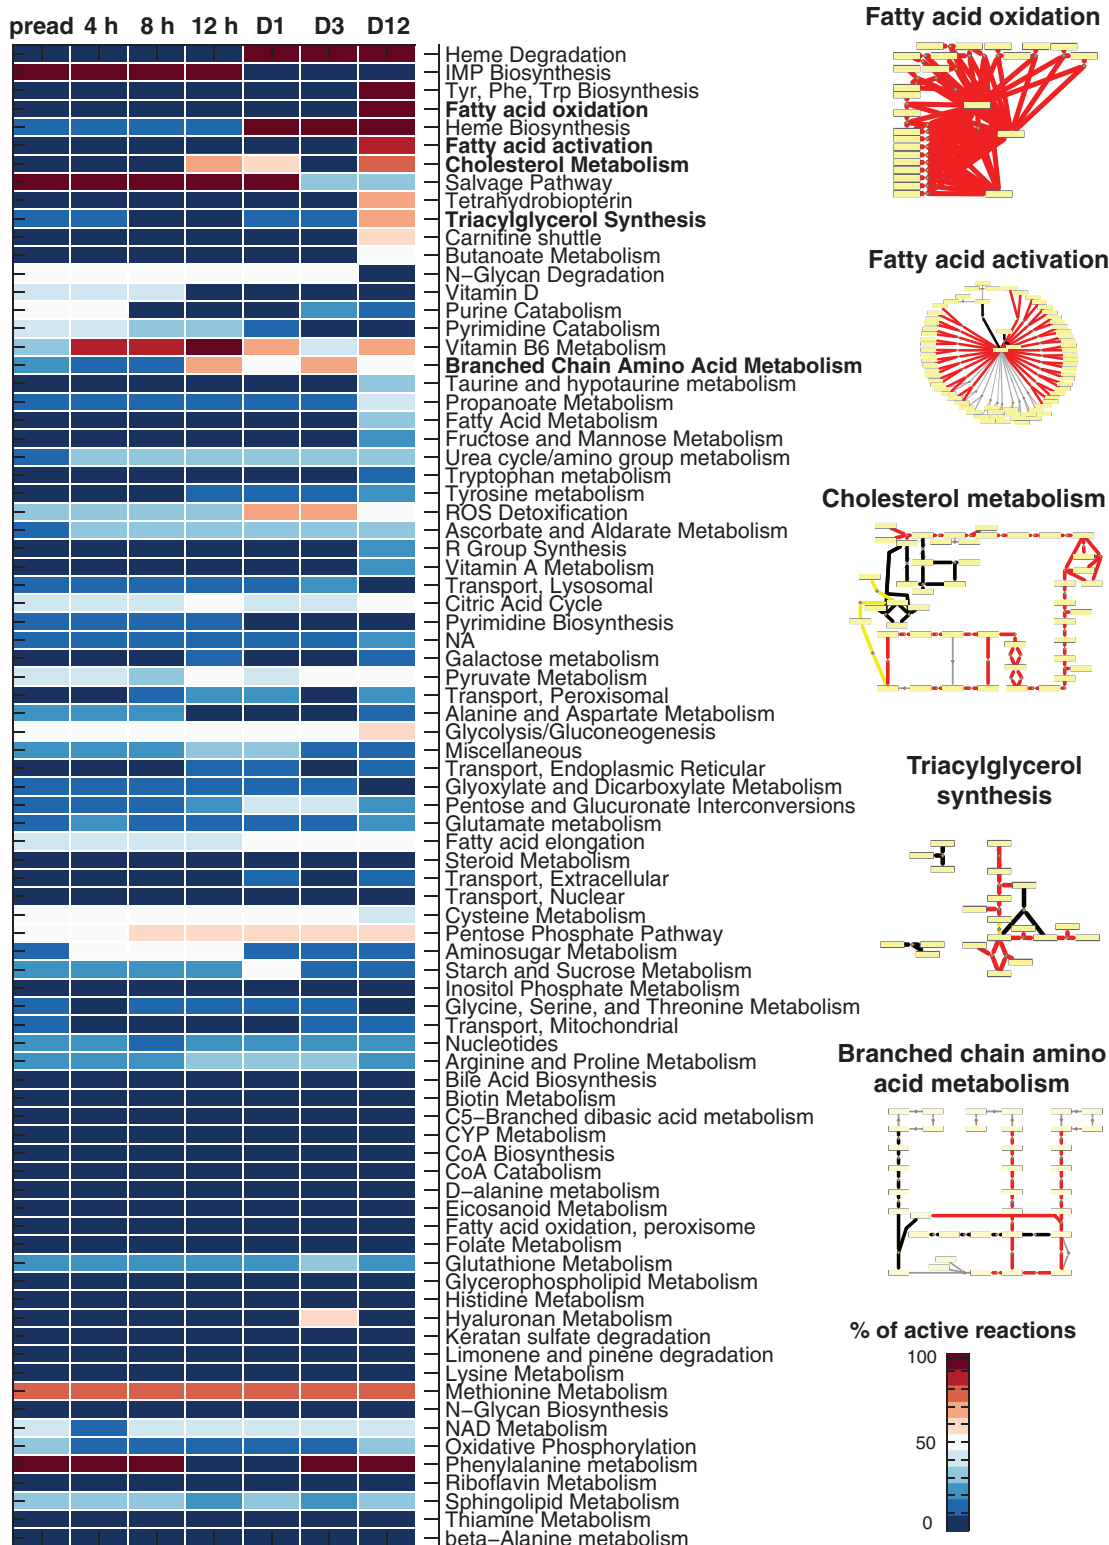 pread 4 h 8 h 12 h D1 D3 D12
Heme Degradation
IMP Biosynthesis
Tyr, Phe, Trp Biosynthesis
Fatty acid oxidation
Heme Biosynthesis
Fatty acid activation
Cholesterol Metabolism
Salvage Pathway
Tetrahydrobiopterin
Triacylglycerol Synthesis
Carnitine shuttle
Butanoate Metabolism
N−Glycan Degradation
Vitamin D
Purine Catabolism
Pyrimidine Catabolism
Vitamin B6 Metabolism
Branched Chain Amino Acid Metabolism
Taurine and hypotaurine metabolism
Propanoate Metabolism
Fatty Acid Metabolism
Fructose and Mannose Metabolism
Urea cycle/amino group metabolism
Tryptophan metabolism
Tyrosine metabolism
ROS Detoxification
Ascorbate and Aldarate Metabolism
R Group Synthesis
Vitamin A Metabolism
Transport, Lysosomal
Citric Acid Cycle
Pyrimidine Biosynthesis
NA
Galactose metabolism
Pyruvate Metabolism
Transport, Peroxisomal
Alanine and Aspartate Metabolism
Glycolysis/Gluconeogenesis
Miscellaneous
Transport, Endoplasmic Reticular
Glyoxylate and Dicarboxylate Metabolism
Pentose and Glucuronate Interconversions
Glutamate metabolism
Fatty acid elongation
Steroid Metabolism
Transport, Extracellular
Transport, Nuclear
Cysteine Metabolism
Pentose Phosphate Pathway
Aminosugar Metabolism
Starch and Sucrose Metabolism
Inositol Phosphate Metabolism
Glycine, Serine, and Threonine Metabolism
Transport, Mitochondrial
Nucleotides
Arginine and Proline Metabolism
Bile Acid Biosynthesis
Biotin Metabolism
C5−Branched dibasic acid metabolism
CYP Metabolism
CoA Biosynthesis
CoA Catabolism
D−alanine metabolism
Eicosanoid Metabolism
Fatty acid oxidation, peroxisome
Folate Metabolism
Glutathione Metabolism
Glycerophospholipid Metabolism
Histidine Metabolism
Hyaluronan Metabolism
Keratan sulfate degradation
Limonene and pinene degradation
Lysine Metabolism
Methionine Metabolism
N−Glycan Biosynthesis
NAD Metabolism
Oxidative Phosphorylation
Phenylalanine metabolism
Riboflavin Metabolism
Sphingolipid Metabolism
Thiamine Metabolism
beta−Alanine metabolism
Fatty acid oxidation
Fatty acid activation
Cholesterol metabolism
Triacylglycerol
synthesis
Branched chain amino
acid metabolism
% of active reactions
100
50
0